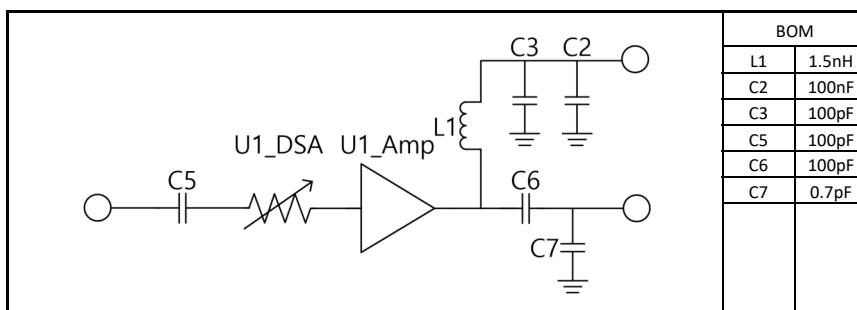 C3 C2
L1
U1_DSA U1_Amp
C5
C6
C7
BOM
L1 1.5nH
C2 100nF
C3 100pF
C5 100pF
C6 100pF
C7 0.7pF